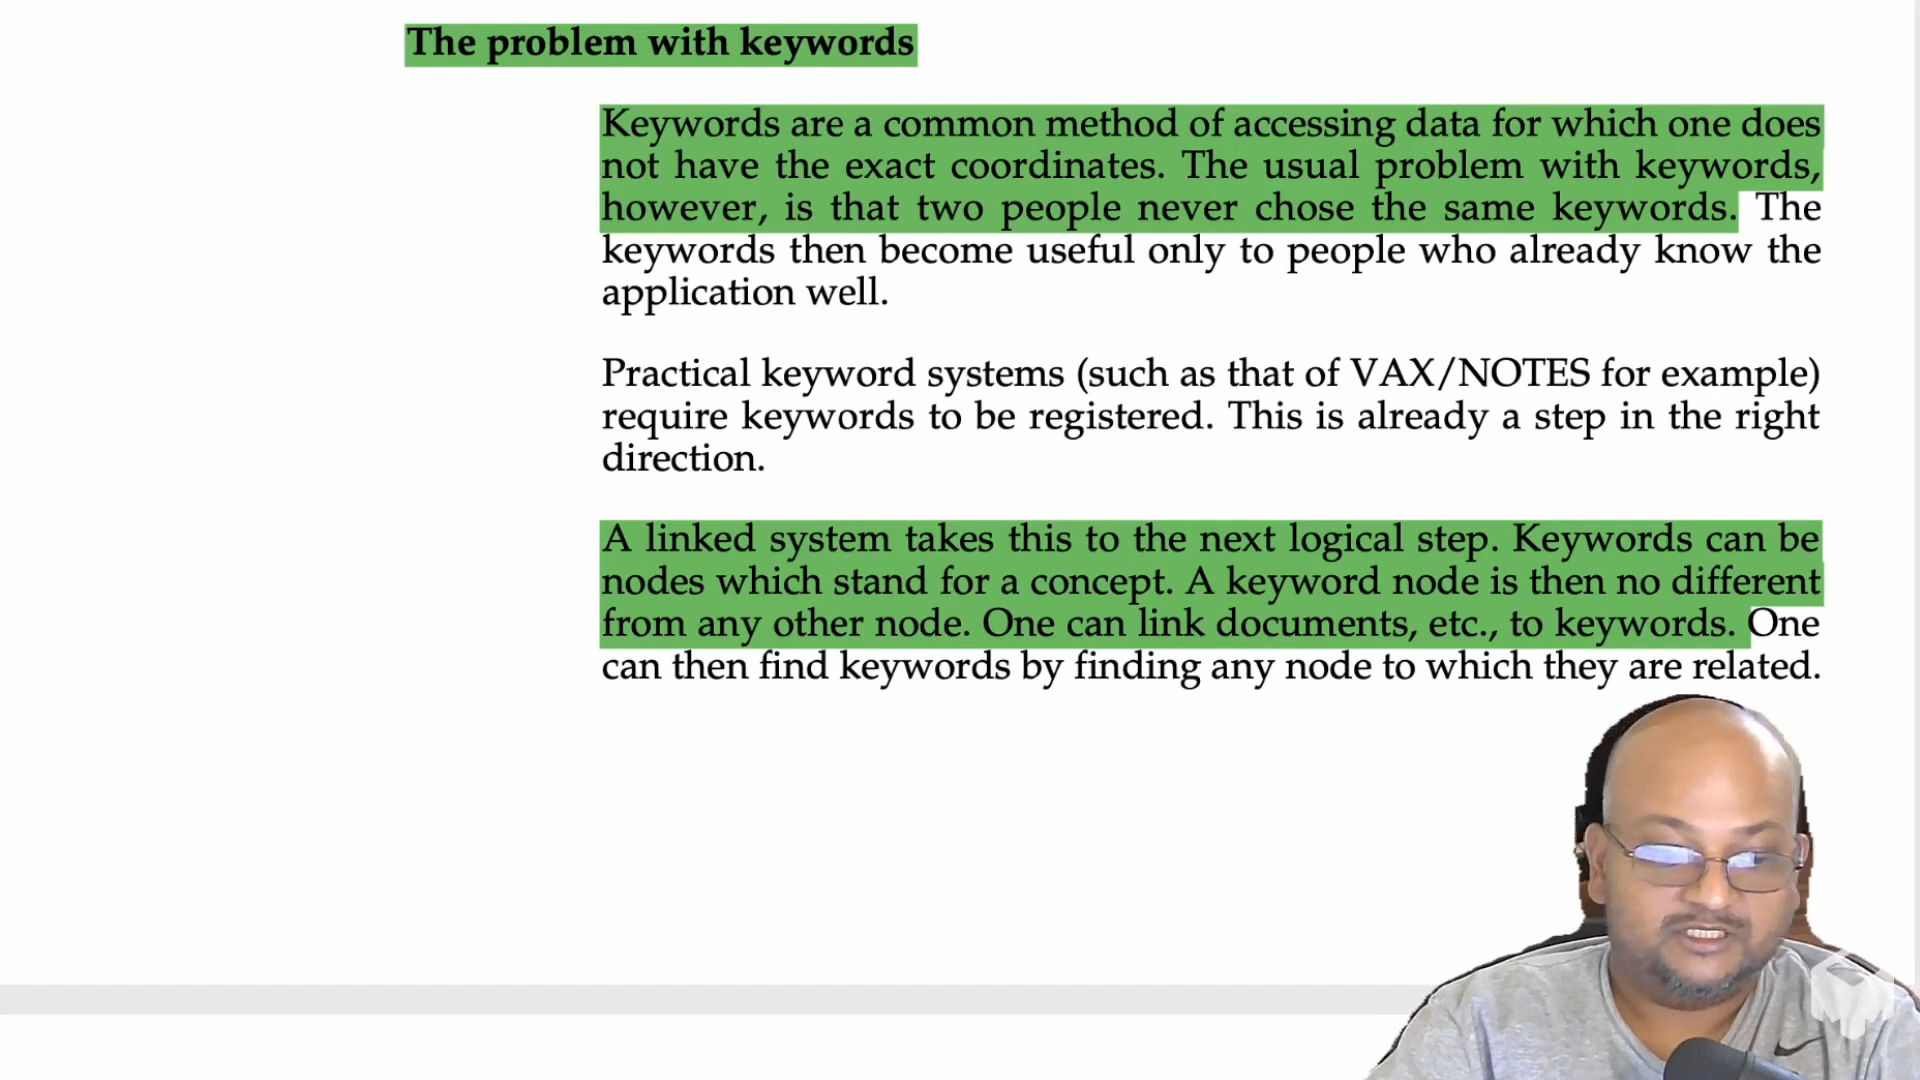 The problem with keywords
Keywords are a common method of accessing data for which one does
not have the exact coordinates. The usual problem with keywords,
however, is that two people never chose the same keywords. The
keywords then become useful only to people who already know the
application well.
Practical keyword systems (such as that of VAX/NOTES for example)
require keywords to be registered. This is already a step in the right
direction.
A linked system takes this to the next logical step. Keywords can be
nodes which stand for a concept. A keyword node is then no different
from any other node. One can link documents, etc., to keywords. One
can then find keywords by finding any node to which they are related.